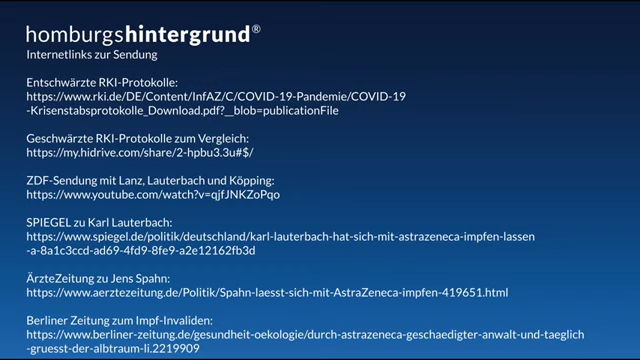 homburgshintergrund®
Internetlinks zur Sendung
Entschwärzte RKI-Protokolle:
https://www.rki.de/DE/Content/InfAZ/C/COVID-19-Pandemie/COVID-19
-Krisenstabsprotokolle_Download.pdf?__blob=publicationFile
Geschwärzte RKI-Protokolle zum Vergleich:
https://my.hidrive.com/share/2-hpbu3.3u#$/
ZDF-Sendung mit Lanz, Lauterbach und Köpping:
https://www.youtube.com/watch?v=qjfJNKZoPqo
SPIEGEL zu Karl Lauterbach:
https://www.spiegel.de/politik/deutschland/karl-lauterbach-hat-sich-mit-astrazeneca-impfen-lassen
-a-8a1c3ccd-ad69-4fd9-8fe9-a2e12162fb3d
ÄrzteZeitung zu Jens Spahn:
https://www.aerztezeitung.de/Politik/Spahn-laesst-sich-mit-AstraZeneca-impfen-419651.html
Berliner Zeitung zum Impf-Invaliden:
https://www.berliner-zeitung.de/gesundheit-oekologie/durch-astrazeneca-geschaedigter-anwalt-und-taeglich
-gruesst-der-albtraum-li.2219909